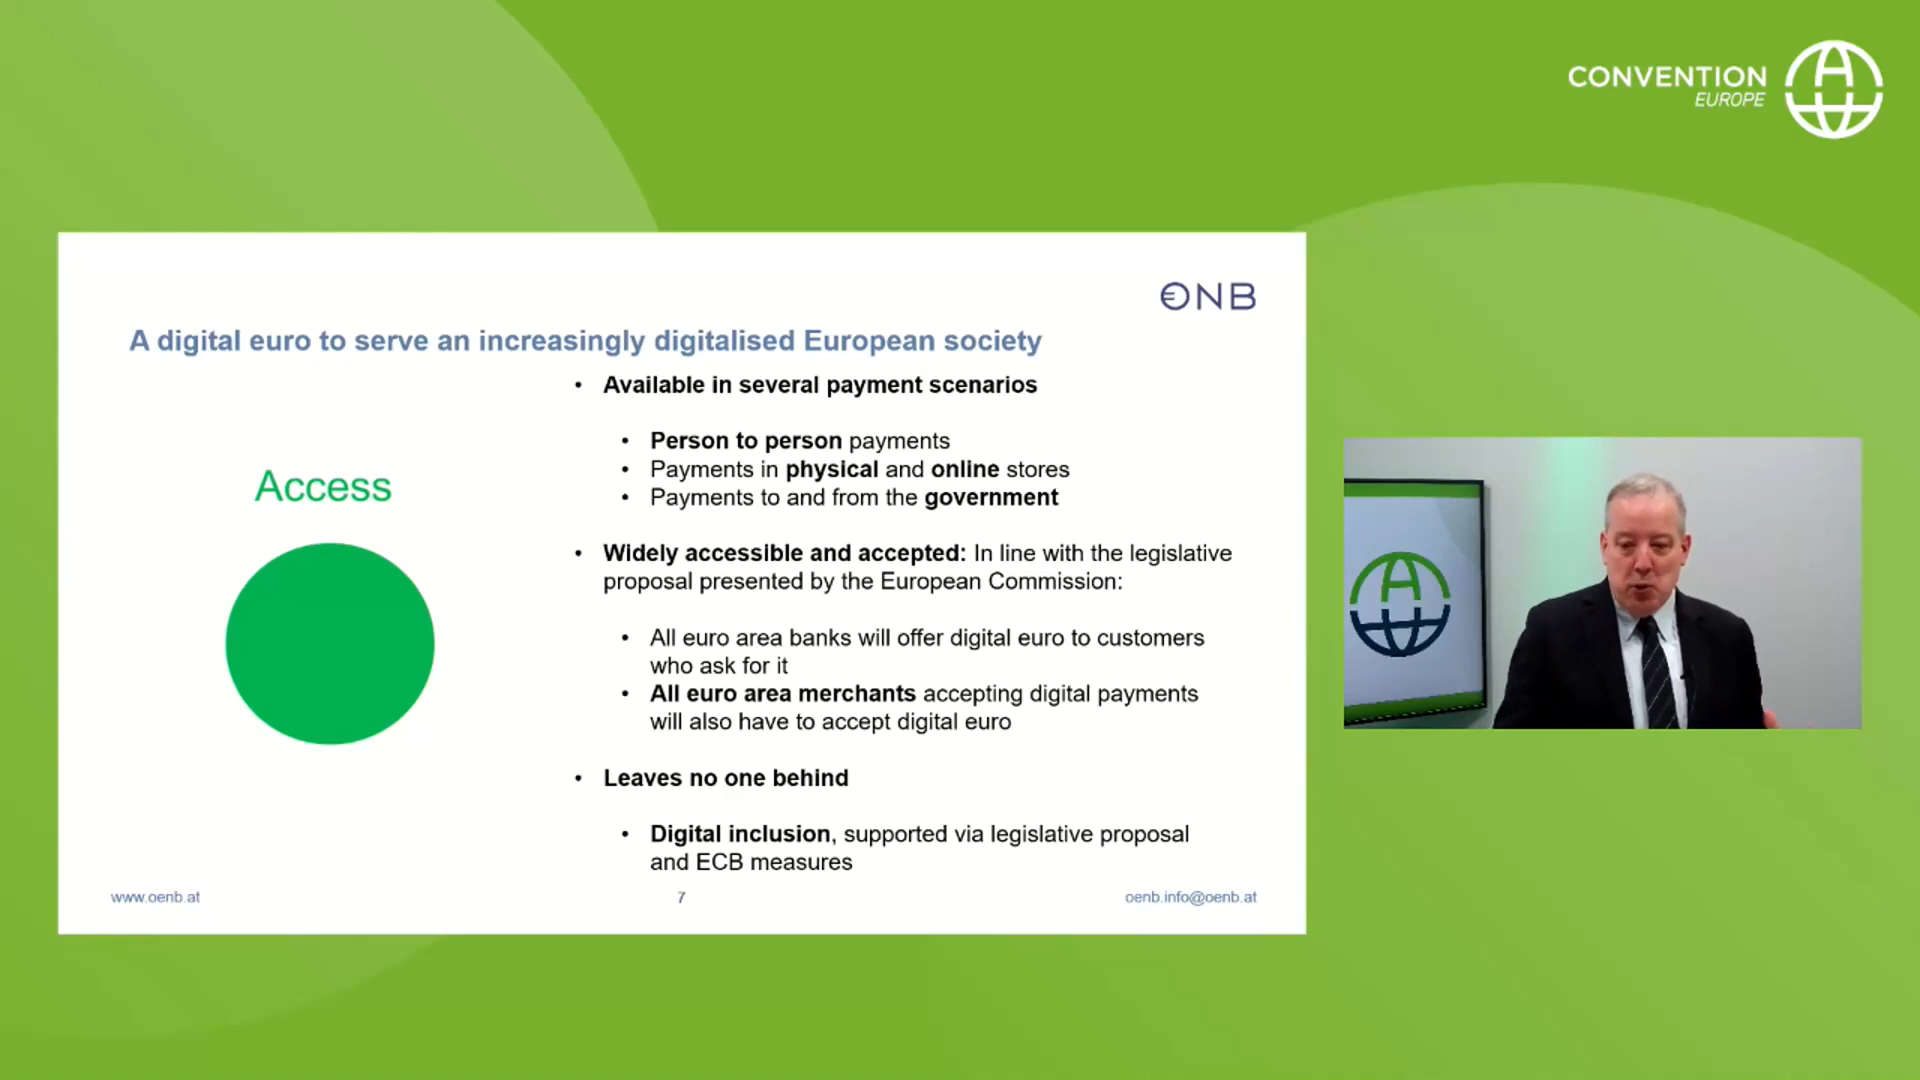 CONVENTION
EUROPE
ONB
A digital euro to serve an increasingly digitalised European society
Access
• Available in several payment scenarios
• Person to person payments
• Payments in physical and online stores
• Payments to and from the government
• Widely accessible and accepted: In line with the legislative
proposal presented by the European Commission:
• All euro area banks will offer digital euro to customers
who ask for it
• All euro area merchants accepting digital payments
will also have to accept digital euro
• Leaves no one behind
• Digital inclusion, supported via legislative proposal
and ECB measures
www.oenb.at
7
oenb.info@oenb.at